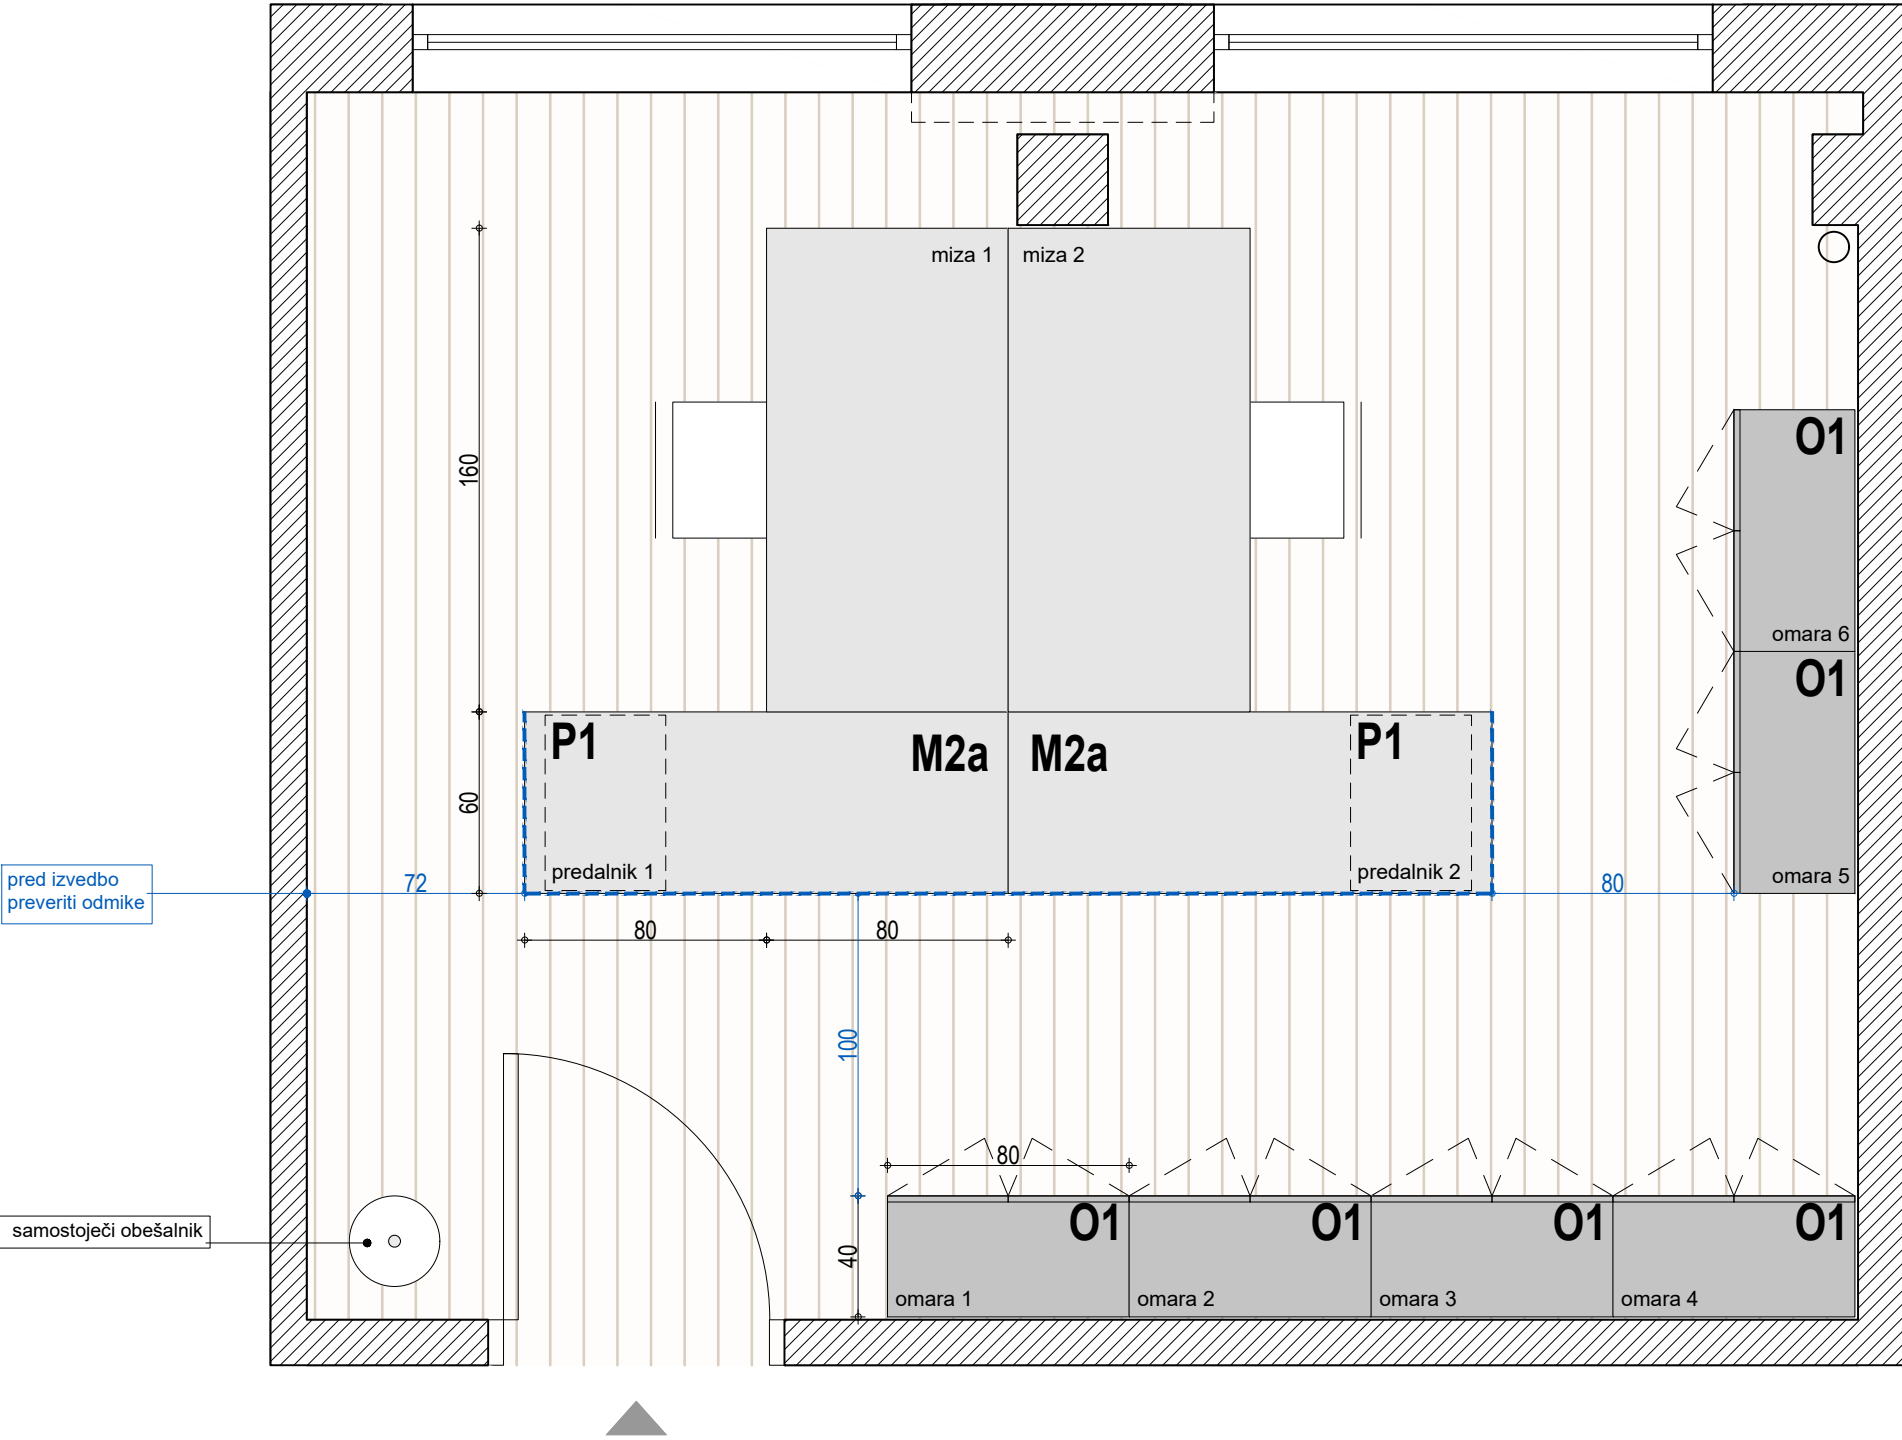 miza 1
miza 2
160
O1
omara 6
O1
P1
M2a
M2a
P1
60
predalnik 1
predalnik 2
omara 5
pred izvedbo
preveriti odmike
72
80
80
80
100
80
samostoječi obešalnik
O1
O1
O1
O1
40
omara 1
omara 2
omara 3
omara 4